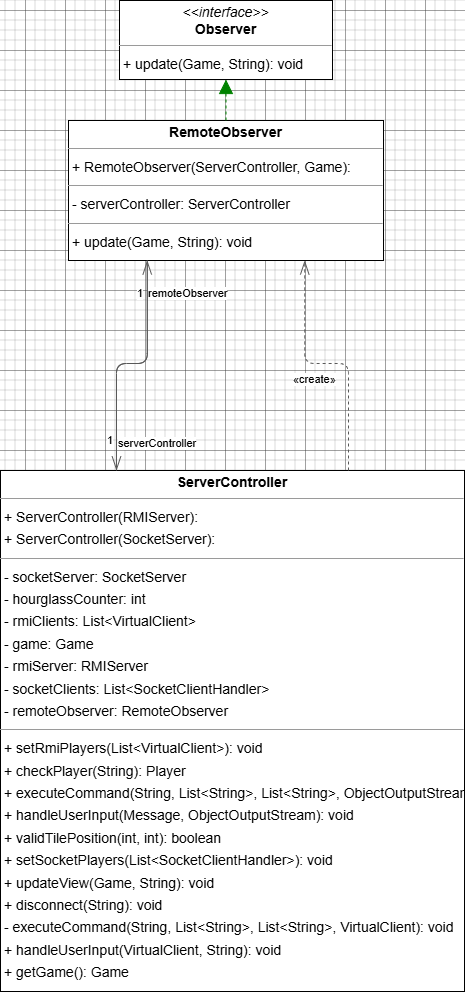 <<interface>>
Observer
+ update(Game, String): void
RemoteObserver
+ RemoteObserver(ServerController, Game):
- serverController: ServerController
+ update(Game, String): void
1 remoteObserver
«create»
1 serverController
ServerController
+ ServerController(RMIServer):
+ ServerController(SocketServer):
- socketServer: SocketServer
- hourglassCounter: int
- rmiClients: List<VirtualClient>
- game: Game
- rmiServer: RMIServer
- socketClients: List<SocketClientHandler>
- remoteObserver: RemoteObserver
+ setRmiPlayers(List<VirtualClient>): void
+ checkPlayer(String): Player
+ executeCommand(String, List<String>, List<String>, ObjectOutputStrear
+ handleUserInput(Message, ObjectOutputStream): void
+ validTilePosition(int, int): boolean
+ setSocketPlayers(List<SocketClientHandler>): void
+ updateView(Game, String): void
+ disconnect(String): void
- executeCommand(String, List<String>, List<String>, VirtualClient): void
+ handleUserInput(VirtualClient, String): void
+ getGame(): Game